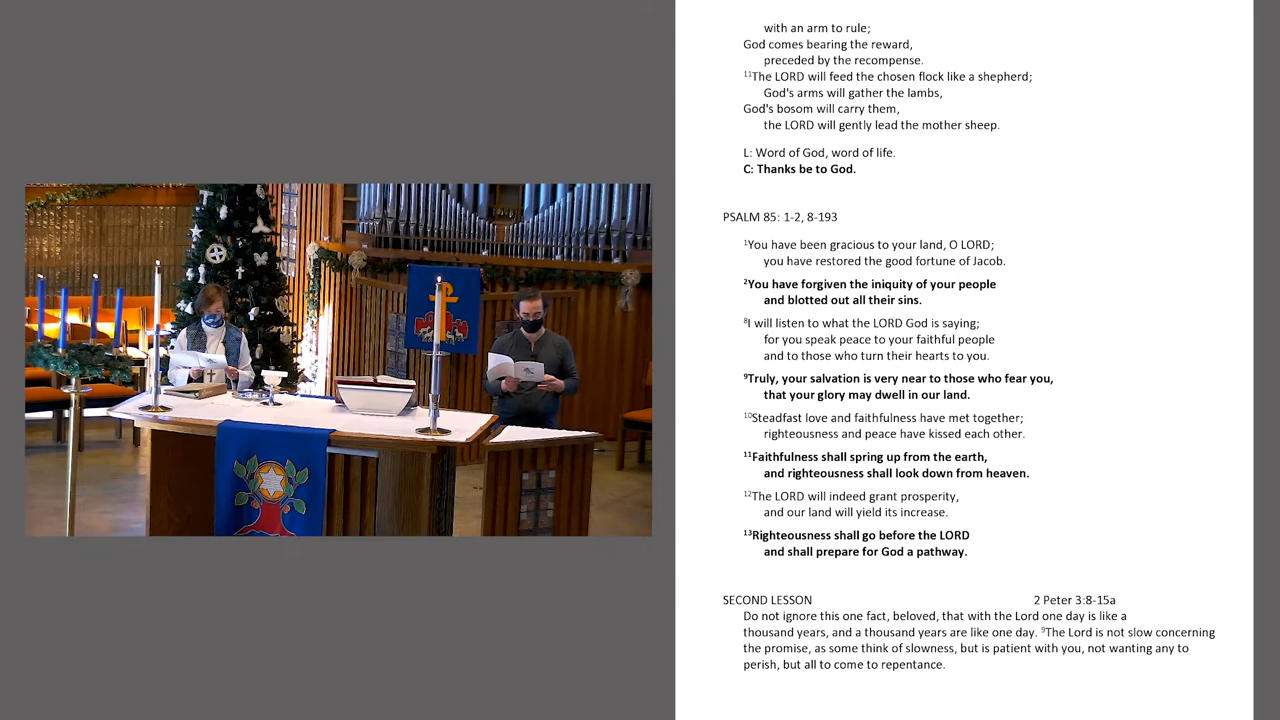 with an arm to rule;
God comes bearing the reward,
preceded by the recompense.
11The LORD will feed the chosen flock like a shepherd;
God's arms will gather the lambs,
God's bosom will carry them,
the LORD will gently lead the mother sheep.
L: Word of God, word of life.
C: Thanks be to God.
PSALM 85: 1-2, 8-193
1You have been gracious to your land, O LORD;
you have restored the good fortune of Jacob.
2You have forgiven the iniquity of your people
and blotted out all their sins.
8I will listen to what the LORD God is saying;
for you speak peace to your faithful people
and to those who turn their hearts to you.
9Truly, your salvation is very near to those who fear you,
that your glory may dwell in our land.
10Steadfast love and faithfulness have met together;
righteousness and peace have kissed each other.
11Faithfulness shall spring up from the earth,
and righteousness shall look down from heaven.
12The LORD will indeed grant prosperity,
and our land will yield its increase.
13Righteousness shall go before the LORD
and shall prepare for God a pathway.
SECOND LESSON 2 Peter 3:8-15a
Do not ignore this one fact, beloved, that with the Lord one day is like a
thousand years, and a thousand years are like one day. 9The Lord is not slow concerning
the promise, as some think of slowness, but is patient with you, not wanting any to
perish, but all to come to repentance.